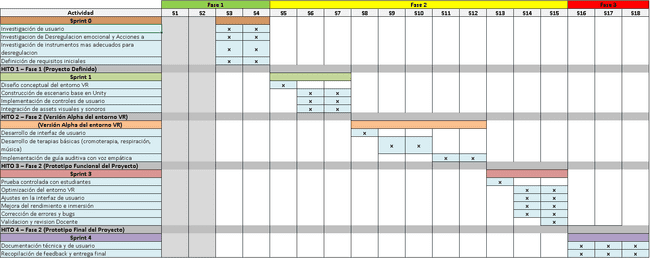 Fase 1 Fase 2 Fase 3
Actividad S1 S2 S3 S4 S5 S6 S7 S8 S9 S10 S11 S12 S13 S14 S15 S16 S17 S18
Sprint 0
Investigación de usuario x x
Investigacion de Desregulacion emocional y Acciones a x x
Investigación de instrumentos mas adecuados para
desregulation x x
Definición de requisitos iniciales x x
HITO 1 – Fase 1 (Proyecto Definido)
Sprint 1
Diseño conceptual del entorno VR x
Construcción de escenario base en Unity x x
Implementación de controles de usuario x x
Integración de assets visuales y sonoros x x
HITO 2 – Fase 2 (Versión Alpha del entorno VR)
(Versión Alpha del entorno VR)
Desarrollo de interfaz de usuario x
Desarrollo de terapias básicas (cromoterapia, respiración,
música) x x
Implementación de guía auditiva con voz empática x x
HITO 3 – Fase 2 (Prototipo Funcional del Proyecto)
Sprint 3
Prueba controlada con estudiantes x
Optimización del entorno VR x x
Ajustes en la interfaz de usuario x x
Mejora del rendimiento e inmersión x x
Corrección de errores y bugs x x
Validacion y revision Docente x
HITO 4 – Fase 2 (Prototipo Final del Proyecto)
Sprint 4
Documentación técnica y de usuario x x x
Recopilación de feedback y entrega final x x x